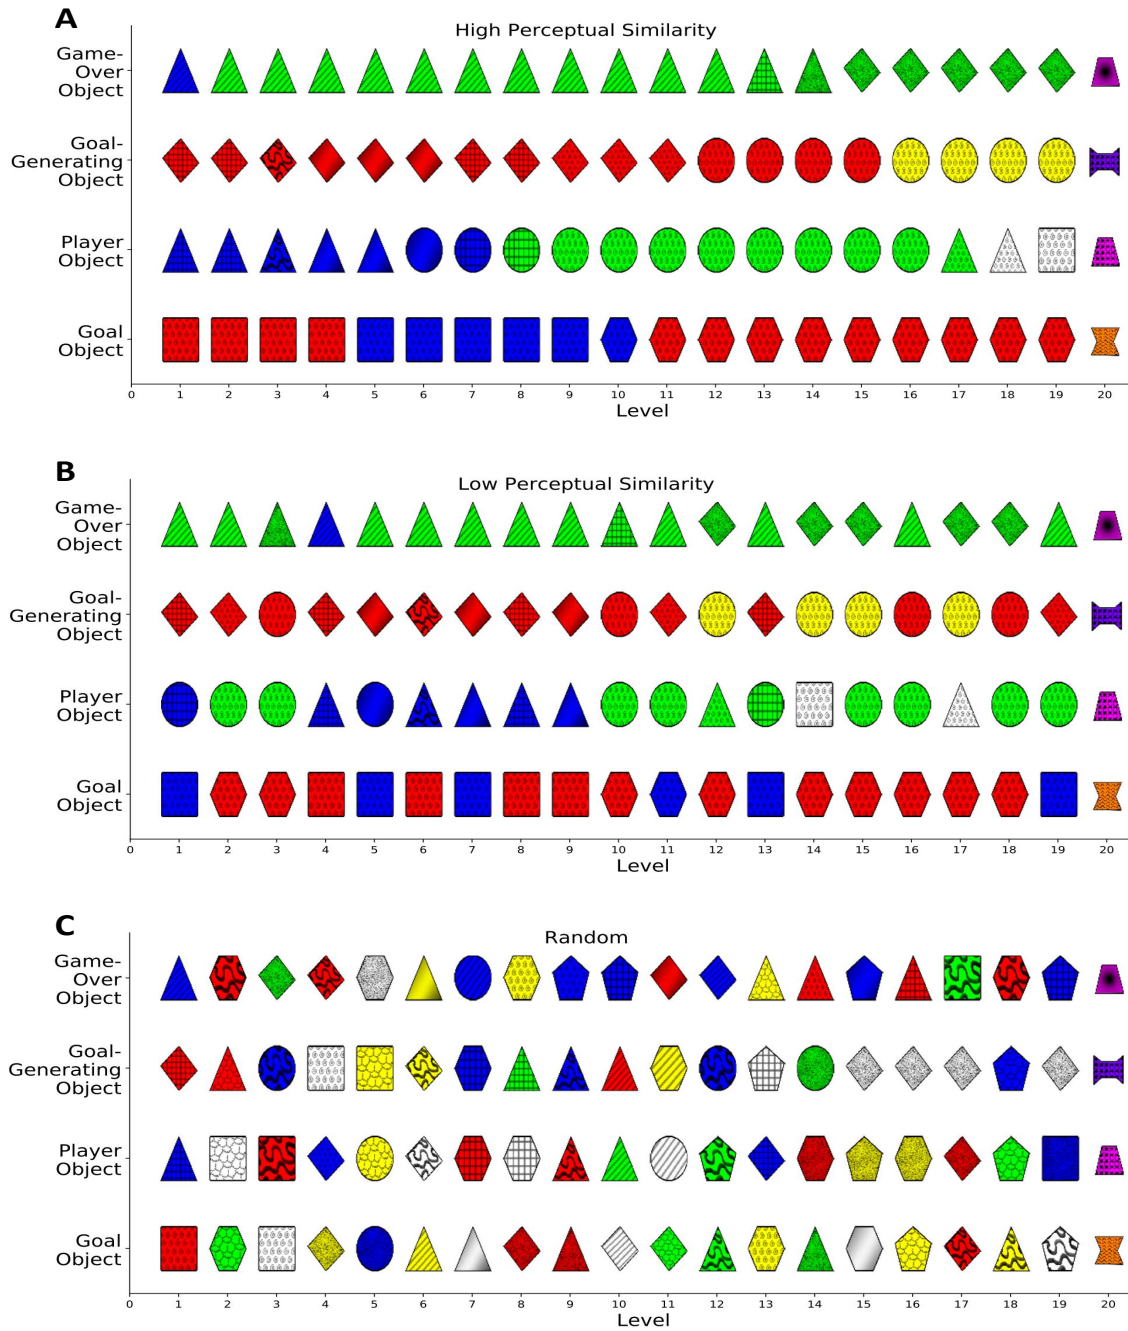 A
High Perceptual Similarity
Game-
Over
Object
Goal-
Generating
Object
Player
Object
Goal
Object
0 1 2 3 4 5 6 7 8 9 10 11 12 13 14 15 16 17 18 19 20
Level
B
Low Perceptual Similarity
Game-
Over
Object
Goal-
Generating
Object
Player
Object
Goal
Object
0 1 2 3 4 5 6 7 8 9 10 11 12 13 14 15 16 17 18 19 20
Level
C
Random
Game-
Over
Object
Goal-
Generating
Object
Player
Object
Goal
Object
0 1 2 3 4 5 6 7 8 9 10 11 12 13 14 15 16 17 18 19 20
Level